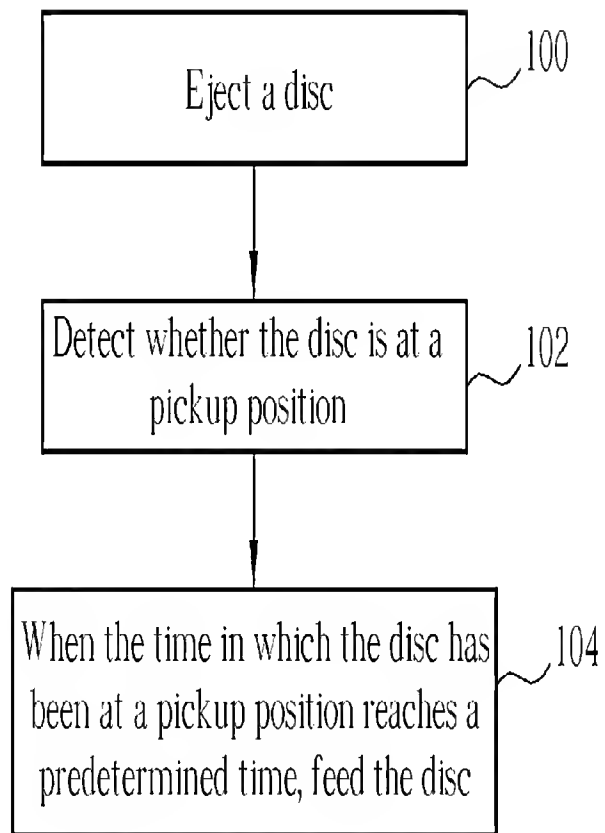 Eject a disc
100
Detect whether the disc is at a
pickup position
102
When the time in which the disc has
been at a pickup position reaches a
predetermined time, feed the disc
104